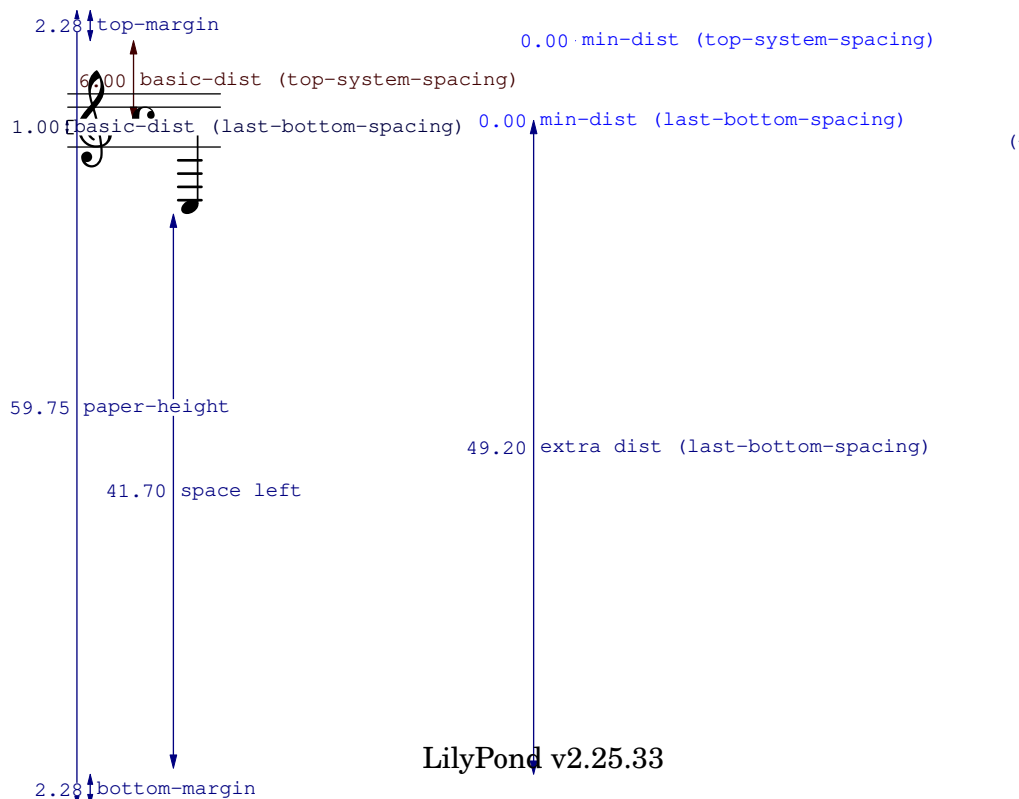 2.28 top-margin
0.00 min-dist (top-system-spacing)
6.00 basic-dist (top-system-spacing)
1.00 basic-dist (last-bottom-spacing)
0.00 min-dist (last-bottom-spacing)
(
59.75 paper-height
49.20 extra dist (last-bottom-spacing)
41.70 space left
LilyPond v2.25.33
2.28 bottom-margin